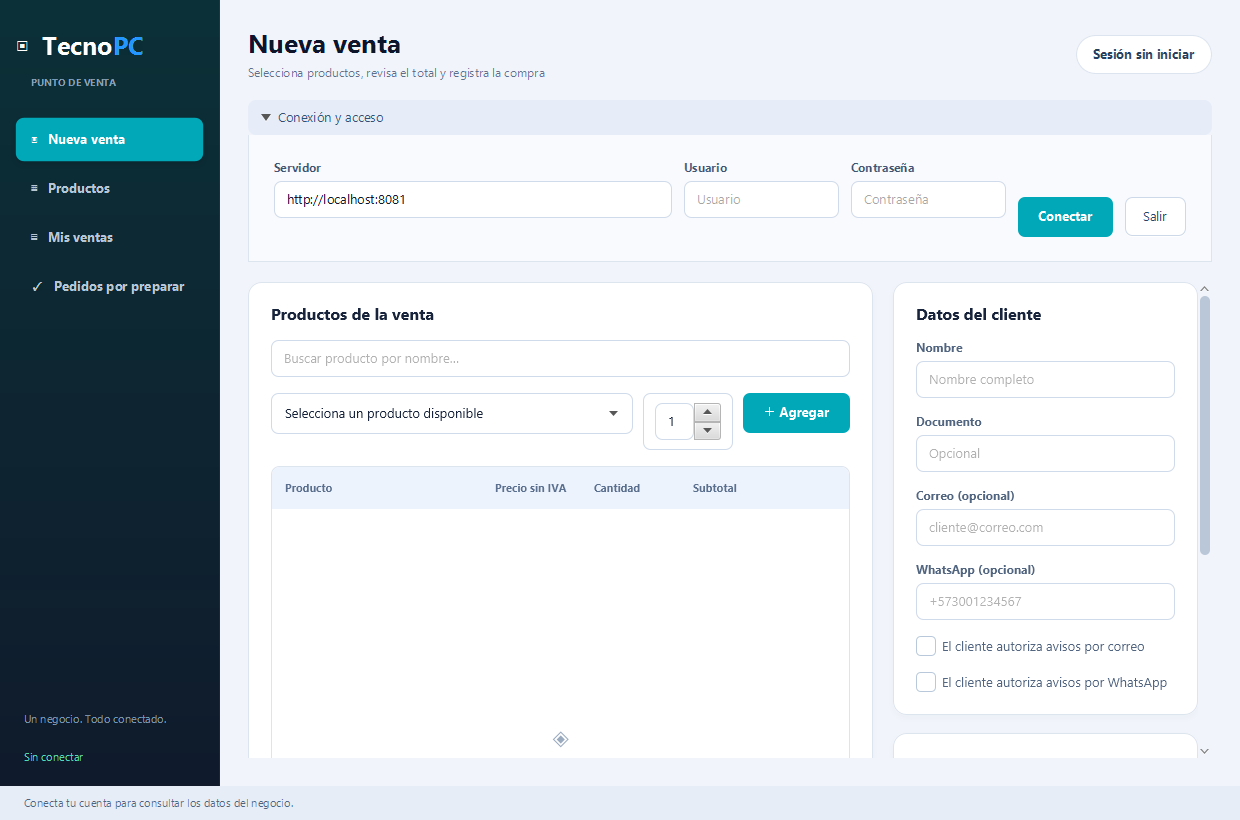 TecnoPC
PUNTO DE VENTA
Nueva venta
Productos
Mis ventas
✓ Pedidos por preparar
Un negocio. Todo conectado.
Sin conectar
Nueva venta
Selecciona productos, revisa el total y registra la compra
Sesión sin iniciar
Conexión y acceso
Servidor
http://localhost:8081
Usuario
Usuario
Contraseña
Contraseña
Conectar
Salir
Productos de la venta
Buscar producto por nombre...
Selecciona un producto disponible
1
+ Agregar
Producto Precio sin IVA Cantidad Subtotal
Datos del cliente
Nombre
Nombre completo
Documento
Opcional
Correo (opcional)
cliente@correo.com
WhatsApp (opcional)
+573001234567
El cliente autoriza avisos por correo
El cliente autoriza avisos por WhatsApp
Conecta tu cuenta para consultar los datos del negocio.